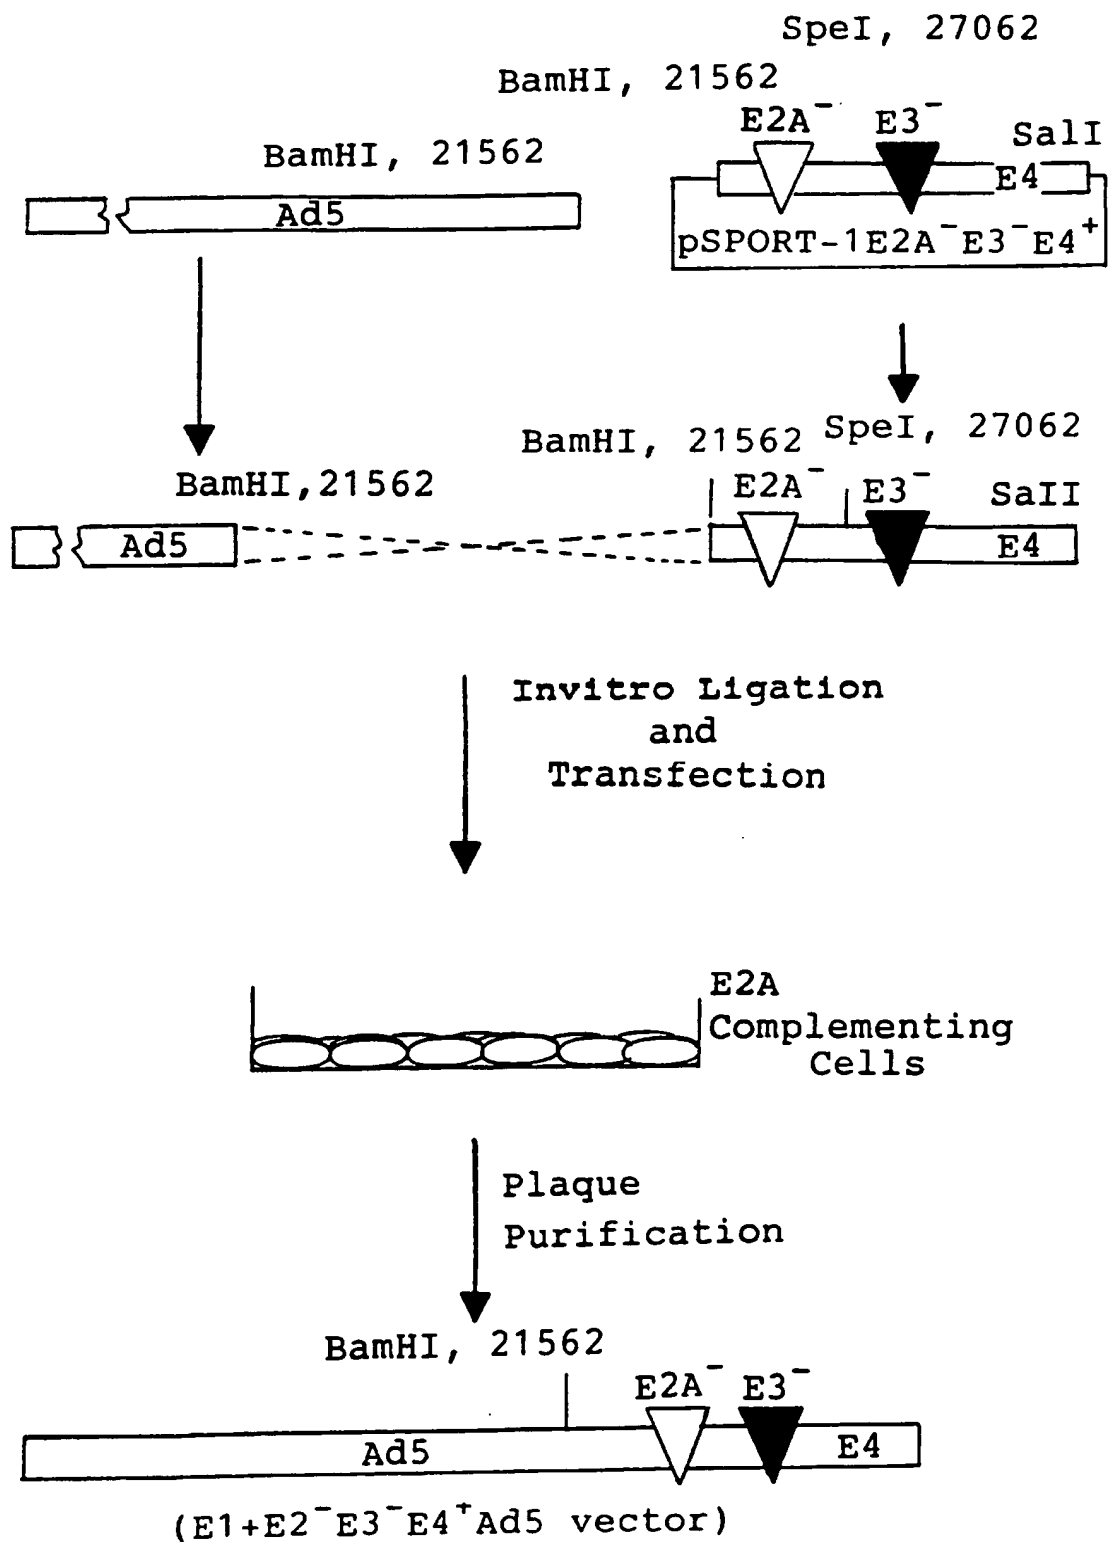 SpeI, 27062
BamHI, 21562
E2A⁻ E3⁻
SalI
BamHI, 21562
E4
Ad5
pSPORT-1E2A⁻E3⁻E4⁺
BamHI, 21562 SpeI, 27062
BamHI,21562
E2A⁻ E3⁻ SaII
Ad5
E4
Invitro Ligation
and
Transfection
E2A
Complementing
Cells
Plaque
Purification
BamHI, 21562
E2A⁻ E3⁻
Ad5
E4
(E1+E2⁻E3⁻E4⁺Ad5 vector)